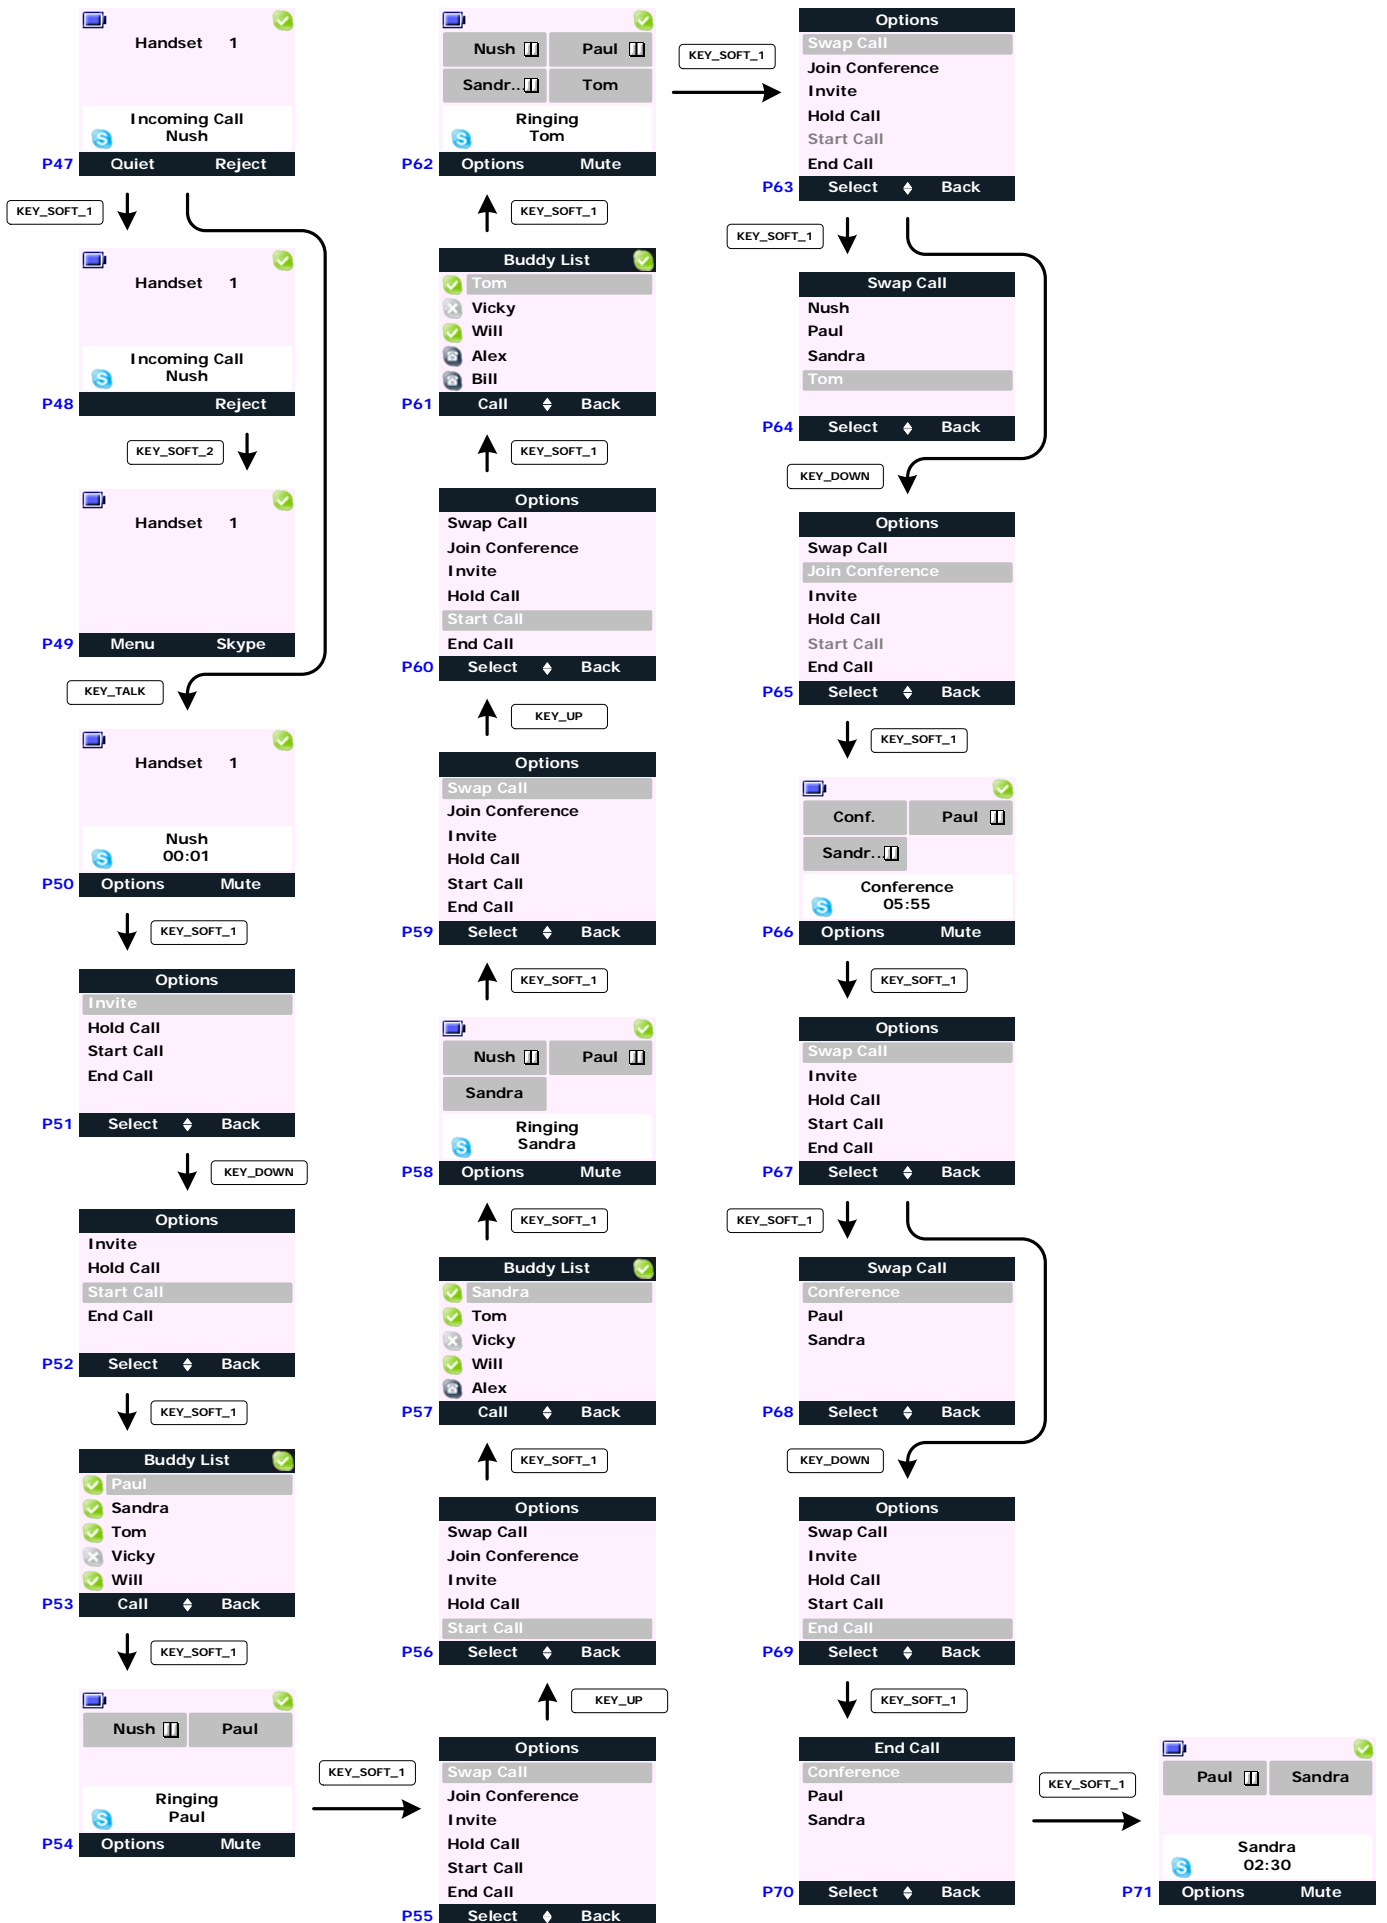 Handset 1
Incoming Call
Nush
P47 Quiet Reject
KEY_SOFT_1
Handset 1
Incoming Call
Nush
P48 Reject
KEY_SOFT_2
Handset 1
P49 Menu Skype
KEY_TALK
Handset 1
Nush
00:01
P50 Options Mute
KEY_SOFT_1
Options
Invite
Hold Call
Start Call
End Call
P51 Select Back
KEY_DOWN
Options
Invite
Hold Call
Start Call
End Call
P52 Select Back
KEY_SOFT_1
Buddy List
Paul
Sandra
Tom
Vicky
Will
P53 Call Back
KEY_SOFT_1
Nush Paul
Ringing
Paul
P54 Options Mute
KEY_SOFT_1
Options
Swap Call
Join Conference
Invite
Hold Call
Start Call
End Call
P55 Select Back
KEY_UP
Options
Swap Call
Join Conference
Invite
Hold Call
Start Call
P56 Select Back
KEY_SOFT_1
Buddy List
Sandra
Tom
Vicky
Will
Alex
P57 Call Back
KEY_SOFT_1
Nush Paul
Sandra
Ringing
Sandra
P58 Options Mute
KEY_SOFT_1
Options
Swap Call
Join Conference
Invite
Hold Call
Start Call
End Call
P59 Select Back
KEY_UP
Options
Swap Call
Join Conference
Invite
Hold Call
Start Call
End Call
P60 Select Back
KEY_SOFT_1
Buddy List
Tom
Vicky
Will
Alex
Bill
P61 Call Back
KEY_SOFT_1
Nush Paul
Sandr... Tom
Ringing
Tom
P62 Options Mute
KEY_SOFT_1
Options
Swap Call
Join Conference
Invite
Hold Call
Start Call
End Call
P63 Select Back
KEY_SOFT_1
Swap Call
Nush
Paul
Sandra
Tom
P64 Select Back
KEY_DOWN
Options
Swap Call
Join Conference
Invite
Hold Call
Start Call
End Call
P65 Select Back
KEY_SOFT_1
Conf. Paul
Sandr...
Conference
05:55
P66 Options Mute
KEY_SOFT_1
Options
Swap Call
Invite
Hold Call
Start Call
End Call
P67 Select Back
KEY_SOFT_1
Swap Call
Conference
Paul
Sandra
P68 Select Back
KEY_DOWN
Options
Swap Call
Invite
Hold Call
Start Call
End Call
P69 Select Back
KEY_SOFT_1
End Call
Conference
Paul
Sandra
P70 Select Back
KEY_SOFT_1
Paul Sandra
Sandra
02:30
P71 Options Mute